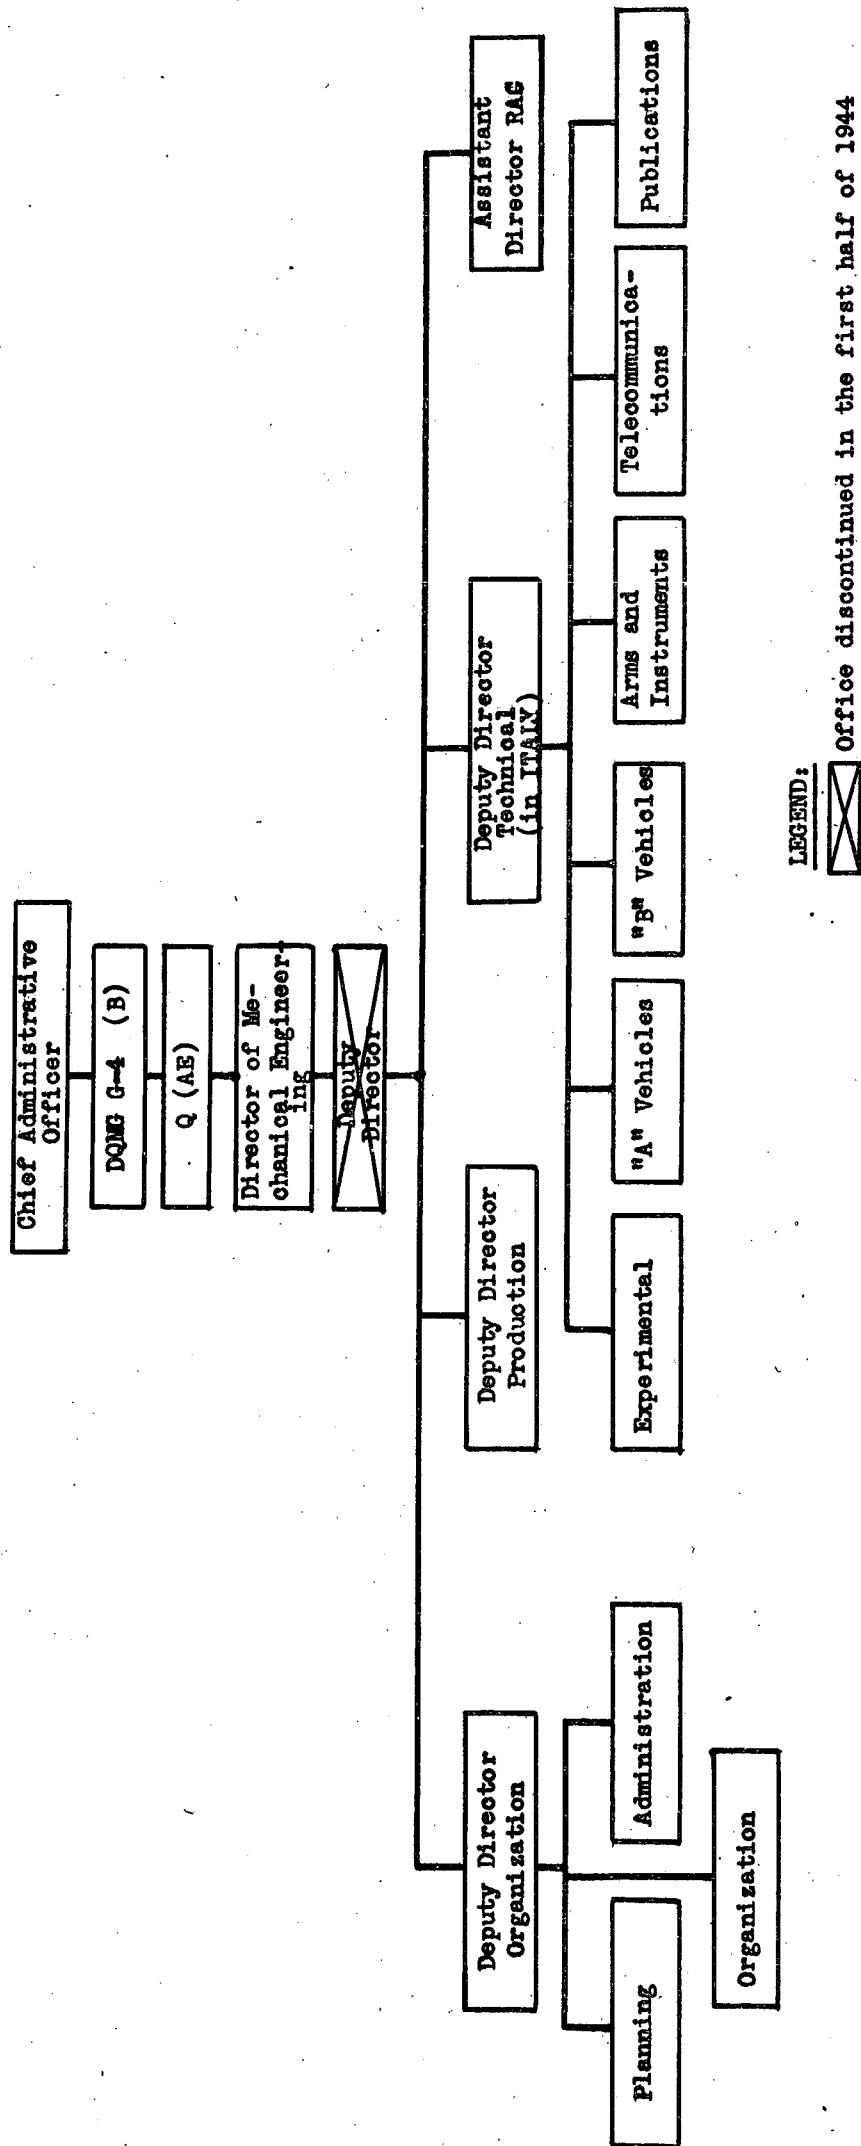 Chief Administrative
Officer
DQMG G-4 (B)
Q (AE)
Director of Me-
chanical Engineer-
ing
Deputy
Director
Deputy Director
Organization
Deputy Director
Production
Deputy Director
Technical
(in ITALY)
Assistant
Director RAC
Planning
Administration
Organization
Experimental
"A" Vehicles
"B" Vehicles
Arms and
Instruments
Telecommunica-
tions
Publications
LEGEND:
Office discontinued in the first half of 1944